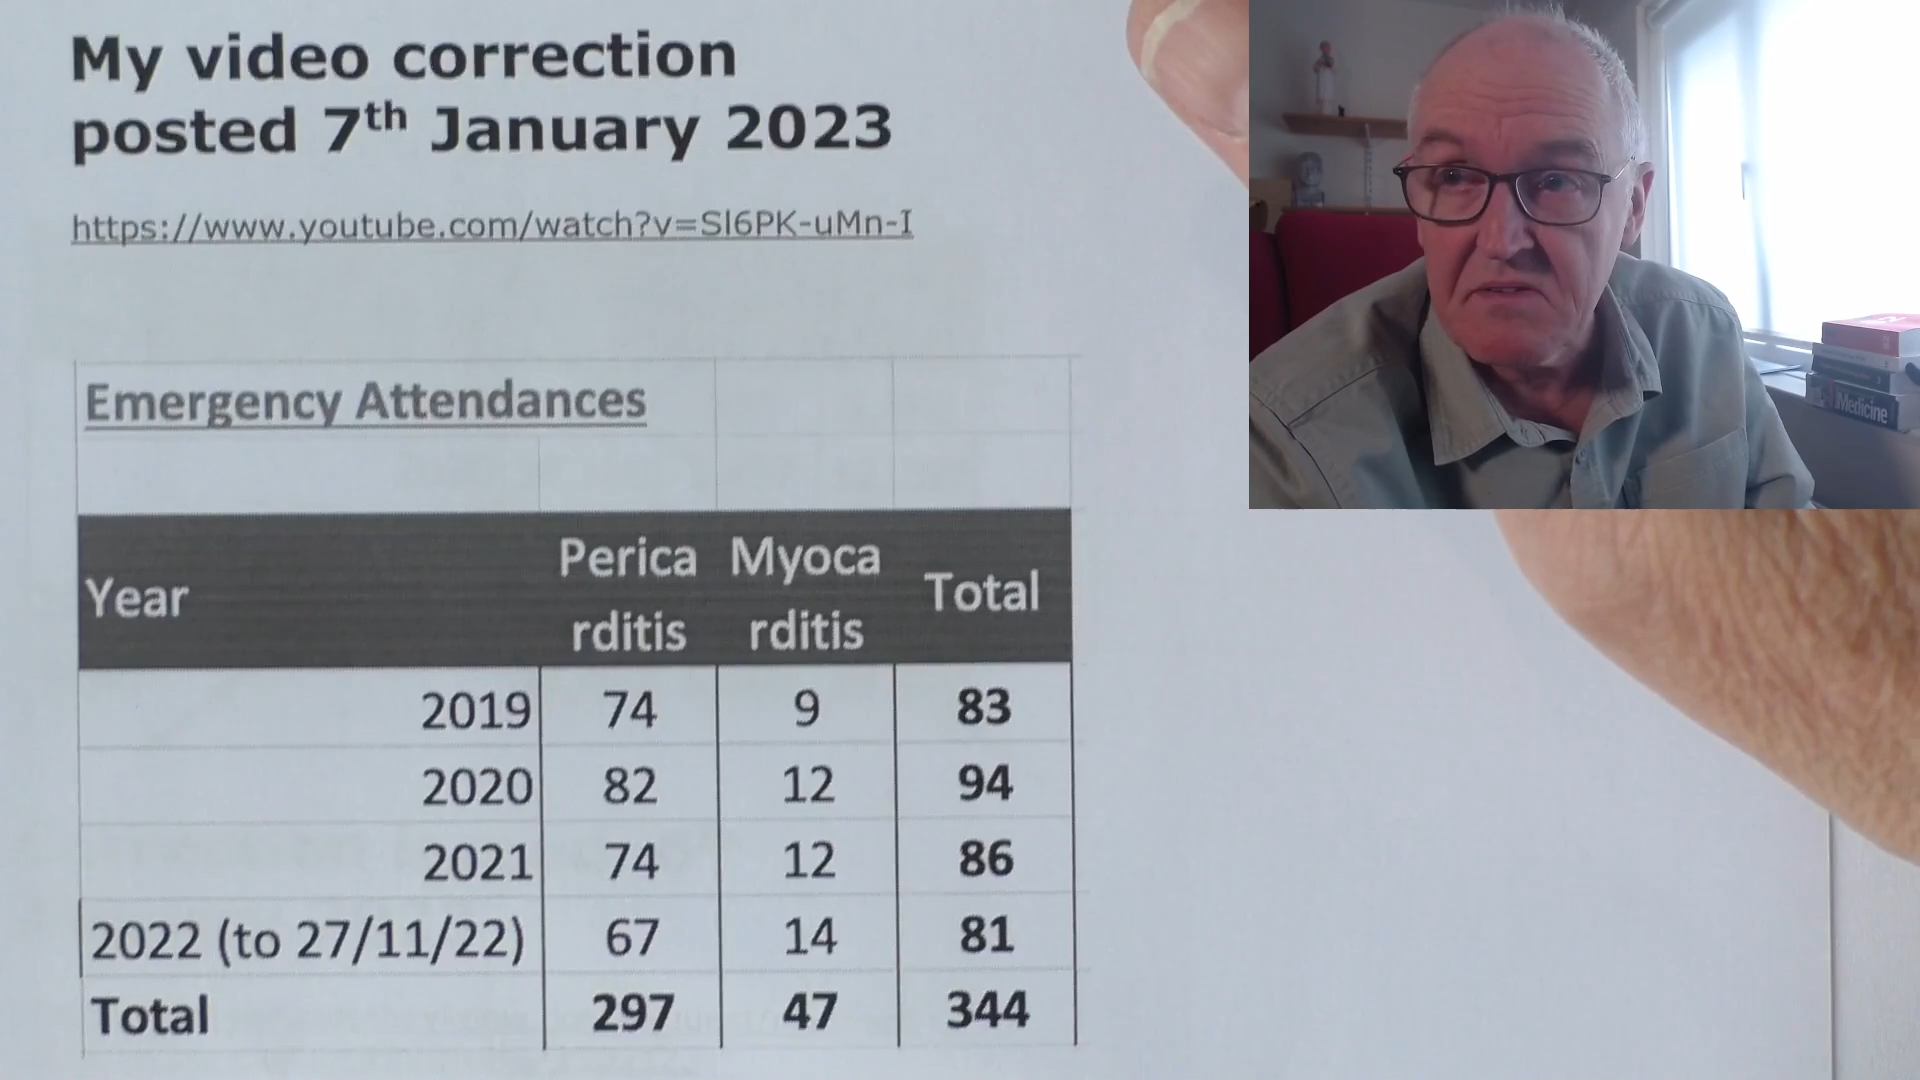 My video correction
posted 7th January 2023
https://www.youtube.com/watch?v=Sl6PK-uMn-I
Emergency Attendances
Year Perica rditis Myoca rditis Total
2019 74 9 83
2020 82 12 94
2021 74 12 86
2022 (to 27/11/22) 67 14 81
Total 297 47 344
Medicine